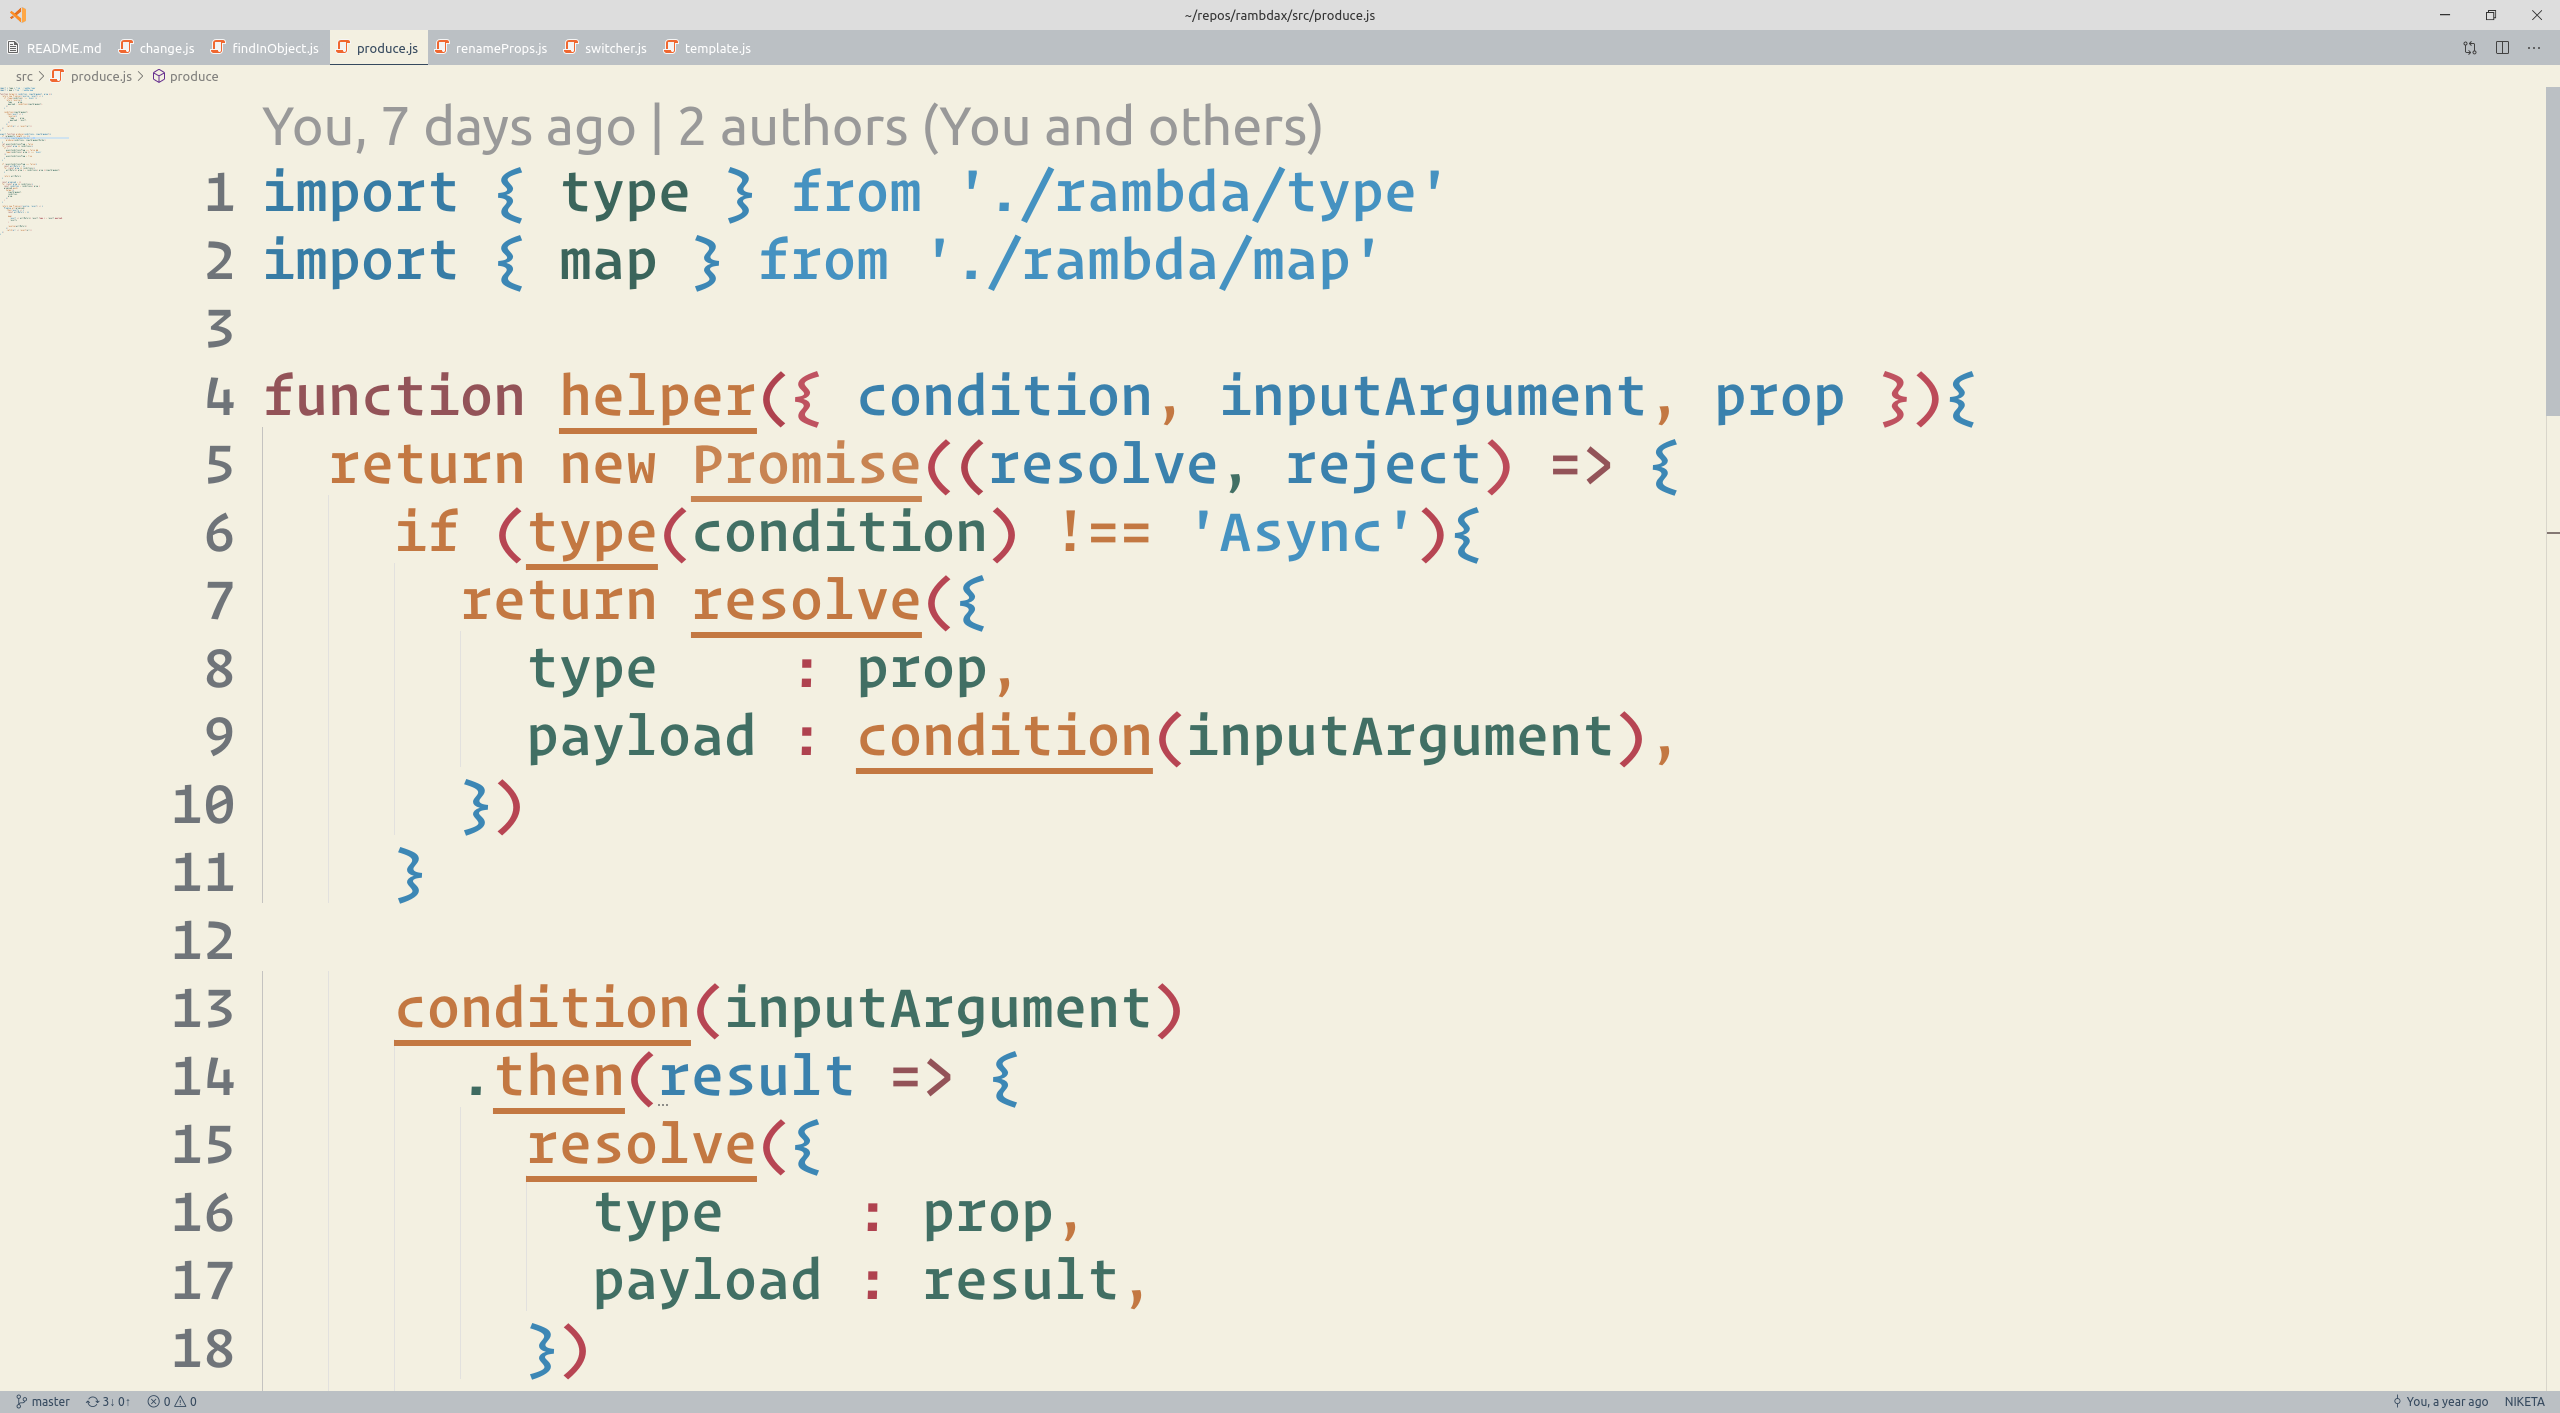 ~/repos/rambdax/src/produce.js
README.md change.js findInObject.js produce.js renameProps.js switcher.js template.js
src > produce.js > produce
You, 7 days ago | 2 authors (You and others)
1 import { type } from './rambda/type'
2 import { map } from './rambda/map'
3
4 function helper({ condition, inputArgument, prop }){
5   return new Promise((resolve, reject) => {
6     if (type(condition) !== 'Async'){
7       return resolve({
8         type    : prop,
9         payload : condition(inputArgument),
10       })
11     }
12
13     condition(inputArgument)
14       .then(result => {
15         resolve({
16           type    : prop,
17           payload : result,
18         })
master 3↓ 0↑ 0 0 You, a year ago NIKETA